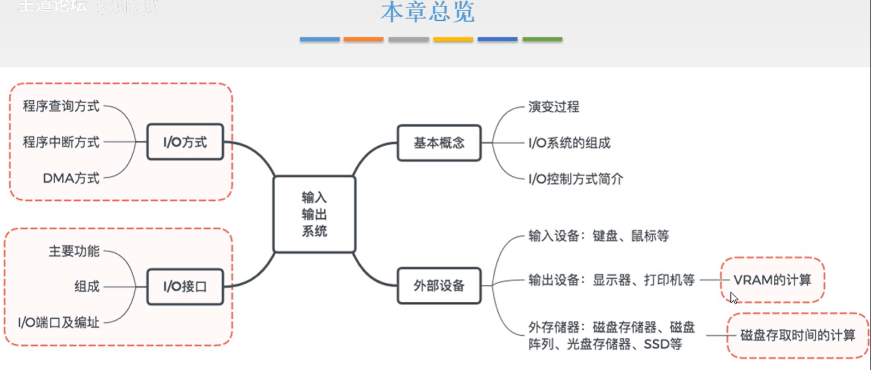 王道论坛
本章总览
程序查询方式
程序中断方式
DMA方式
I/O方式
主要功能
组成
I/O端口及编址
I/O接口
输入
输出
系统
基本概念
演变过程
I/O系统的组成
I/O控制方式简介
外部设备
输入设备：键盘、鼠标等
输出设备：显示器、打印机等
VRAM的计算
外存储器：磁盘存储器、磁盘
阵列、光盘存储器、SSD等
磁盘存取时间的计算